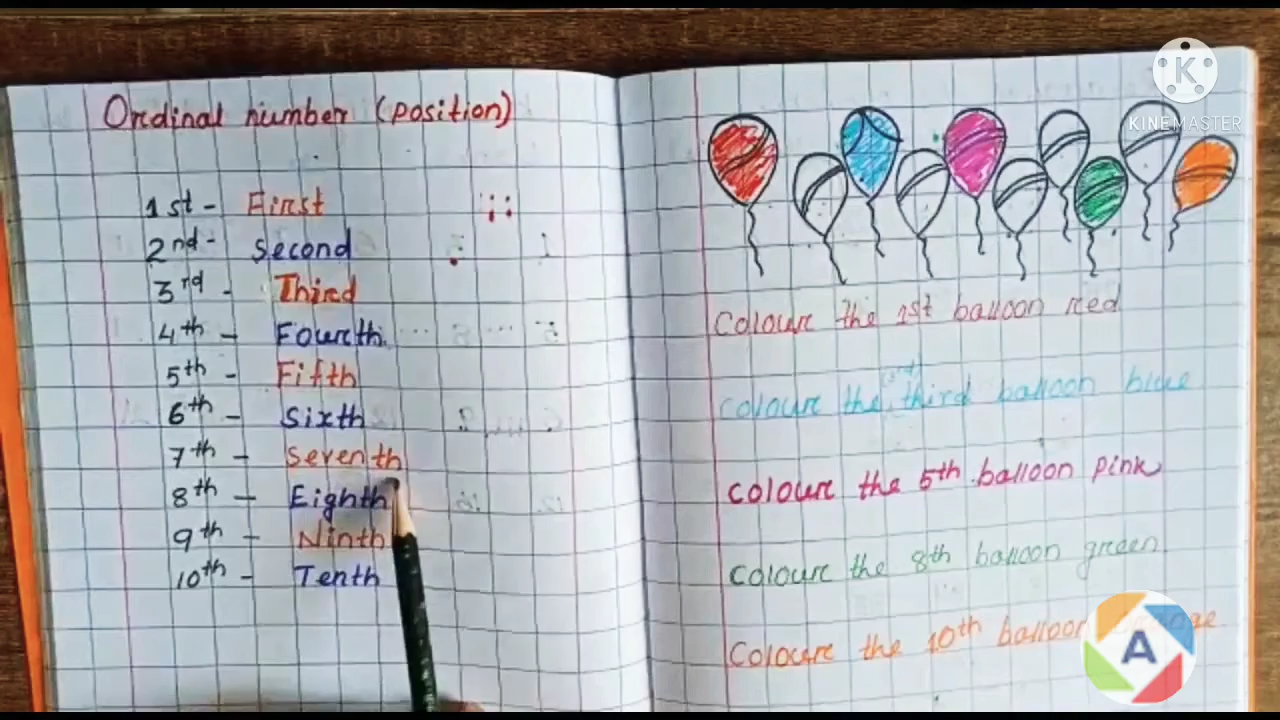 Ordinal number (position)
1st - First
2nd - Second
3rd - Third
4th - Fourth
5th - Fifth
6th - Sixth
7th - Seventh
8th - Eighth
9th - Ninth
10th - Tenth
KINEMASTER
Colour the 1st balloon red
Colour the third balloon blue
Colour the 5th balloon pink
Colour the 8th balloon green
Colour the 10th balloon
A